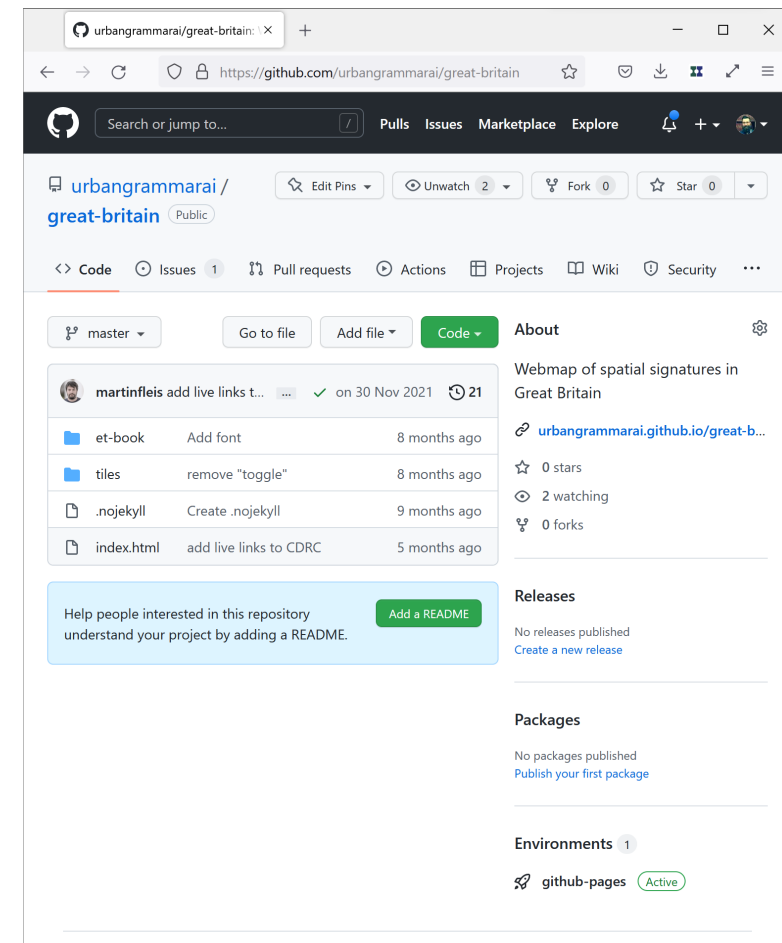 urbangrammarai/great-britain:
https://github.com/urbangrammarai/great-britain
Search or jump to... /
Pulls Issues Marketplace Explore
urbangrammarai /
great-britain Public
Edit Pins Unwatch 2 Fork 0 Star 0
Code Issues 1 Pull requests Actions Projects Wiki Security ...
master Go to file Add file Code
martinfleis add live links t... ... on 30 Nov 2021 21
et-book Add font 8 months ago
tiles remove "toggle" 8 months ago
.nojekyll Create .nojekyll 9 months ago
index.html add live links to CDRC 5 months ago
Help people interested in this repository
understand your project by adding a README.
Add a README
About
Webmap of spatial signatures in
Great Britain
urbangrammarai.github.io/great-b...
0 stars
2 watching
0 forks
Releases
No releases published
Create a new release
Packages
No packages published
Publish your first package
Environments 1
github-pages Active